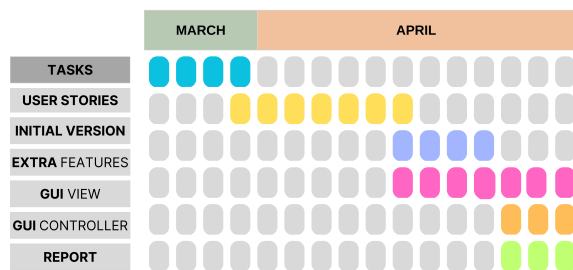 MARCH
APRIL
TASKS
USER STORIES
INITIAL VERSION
EXTRA FEATURES
GUI VIEW
GUI CONTROLLER
REPORT